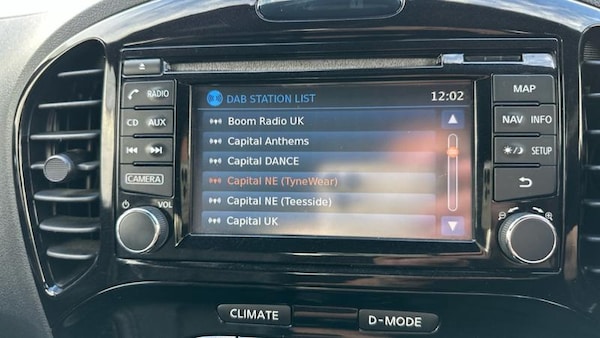 DAB STATION LIST 12:02
Boom Radio UK
Capital Anthems
Capital DANCE
Capital NE (TyneWear)
Capital NE (Teesside)
Capital UK
RADIO
CD AUX
CAMERA
VOL
MAP
NAV INFO
SETUP
CLIMATE
D-MODE